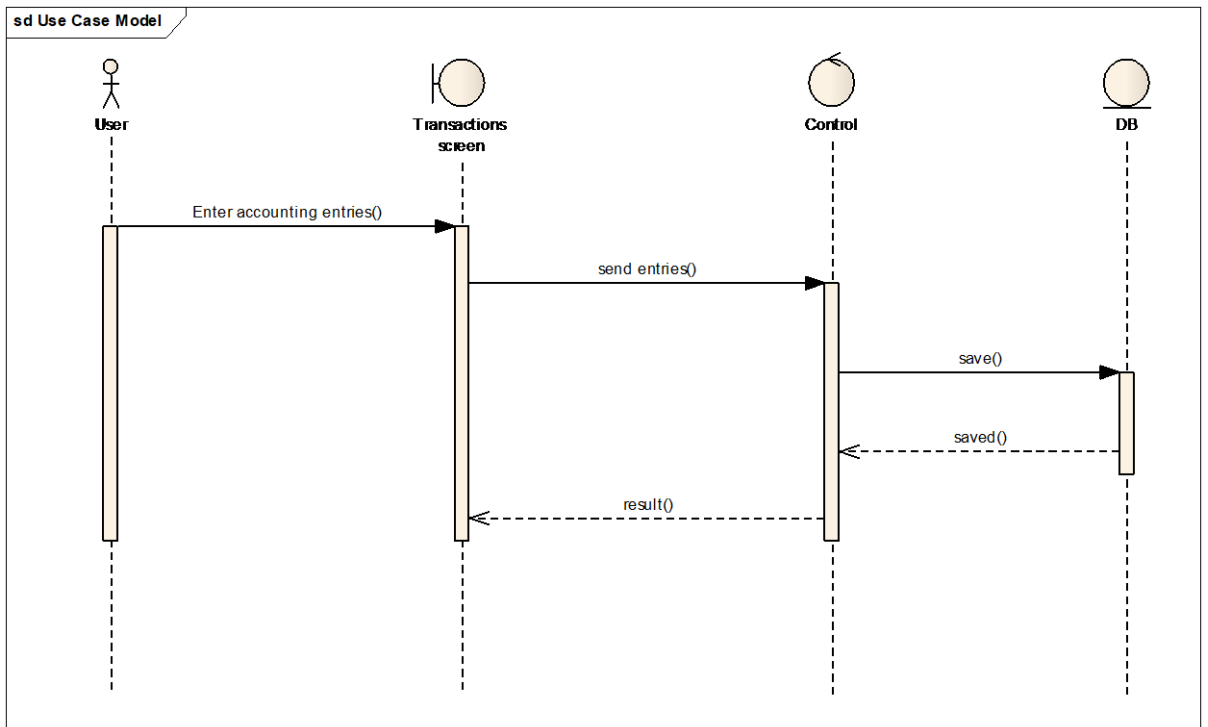 sd Use Case Model
User
Transactions
screen
Control
DB
Enter accounting entries()
send entries()
save()
saved()
result()